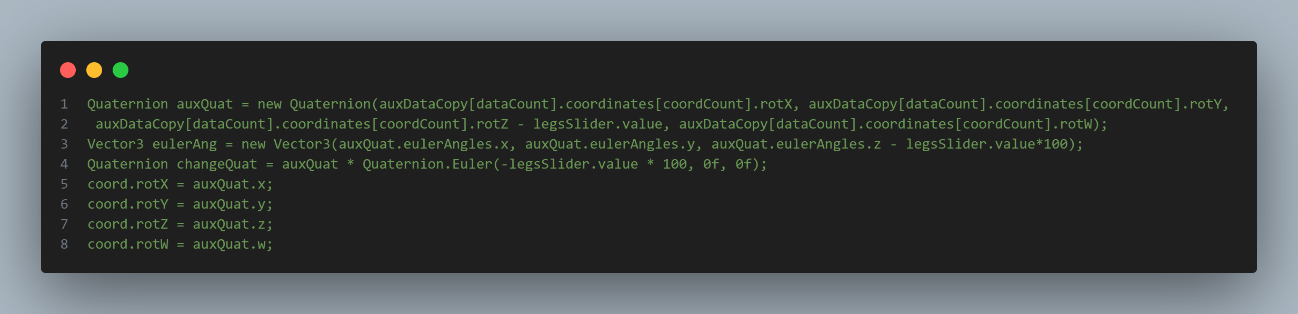 1 Quaternion auxQuat = new Quaternion(auxDataCopy[dataCount].coordinates[coordCount].rotX, auxDataCopy[dataCount].coordinates[coordCount].rotY,
2 auxDataCopy[dataCount].coordinates[coordCount].rotZ - legsSlider.value, auxDataCopy[dataCount].coordinates[coordCount].rotW);
3 Vector3 eulerAng = new Vector3(auxQuat.eulerAngles.x, auxQuat.eulerAngles.y, auxQuat.eulerAngles.z - legsSlider.value*100);
4 Quaternion changeQuat = auxQuat * Quaternion.Euler(-legsSlider.value * 100, 0f, 0f);
5 coord.rotX = auxQuat.x;
6 coord.rotY = auxQuat.y;
7 coord.rotZ = auxQuat.z;
8 coord.rotW = auxQuat.w;